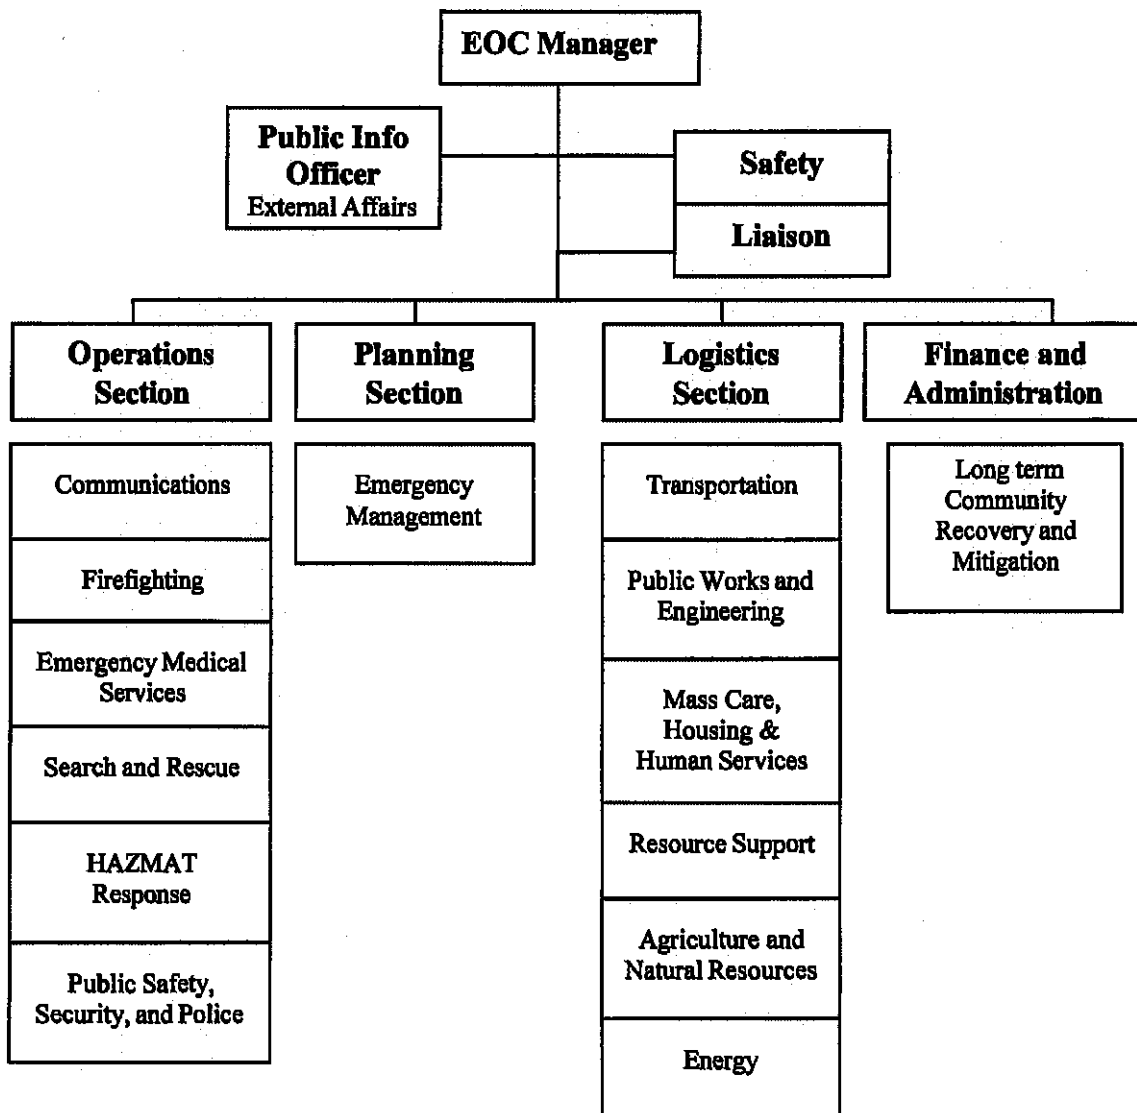 EOC Manager
Public Info
Officer
External Affairs
Safety
Liaison
Operations
Section
Planning
Section
Logistics
Section
Finance and
Administration
Communications
Firefighting
Emergency Medical
Services
Search and Rescue
HAZMAT
Response
Public Safety,
Security, and Police
Emergency
Management
Transportation
Public Works and
Engineering
Mass Care,
Housing &
Human Services
Resource Support
Agriculture and
Natural Resources
Energy
Long term
Community
Recovery and
Mitigation